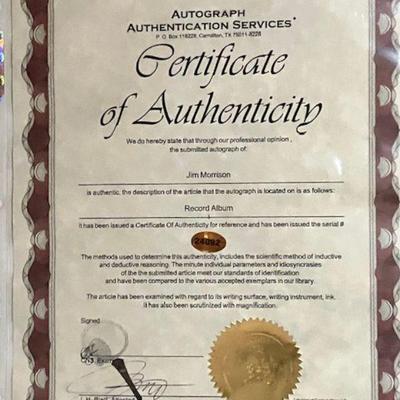 AUTOGRAPH
AUTHENTICATION SERVICES
P. O. Box 118228, Carrollton, TX 75011-8228
Certificate
of Authenticity
We do hereby state that through our professional opinion ,
the submitted autograph of:
Jim Morrison
is authentic, the description of the article that the autograph is located on is as follows:
Record Album
It has been issued a Certificate Of Authenticity for reference and has been issued the serial #
24092
The methods used to determine this authenticity, includes the scientific method of inductive
and deductive reasoning. The minute individual parameters and idiosyncrasies
of the the submitted article meet our standards of identification
and have been compared to the various accepted exemplars in our library.
The article has been examined with regard to its writing surface, writing instrument, ink.
It has also been scrutinized with magnification.
Signed